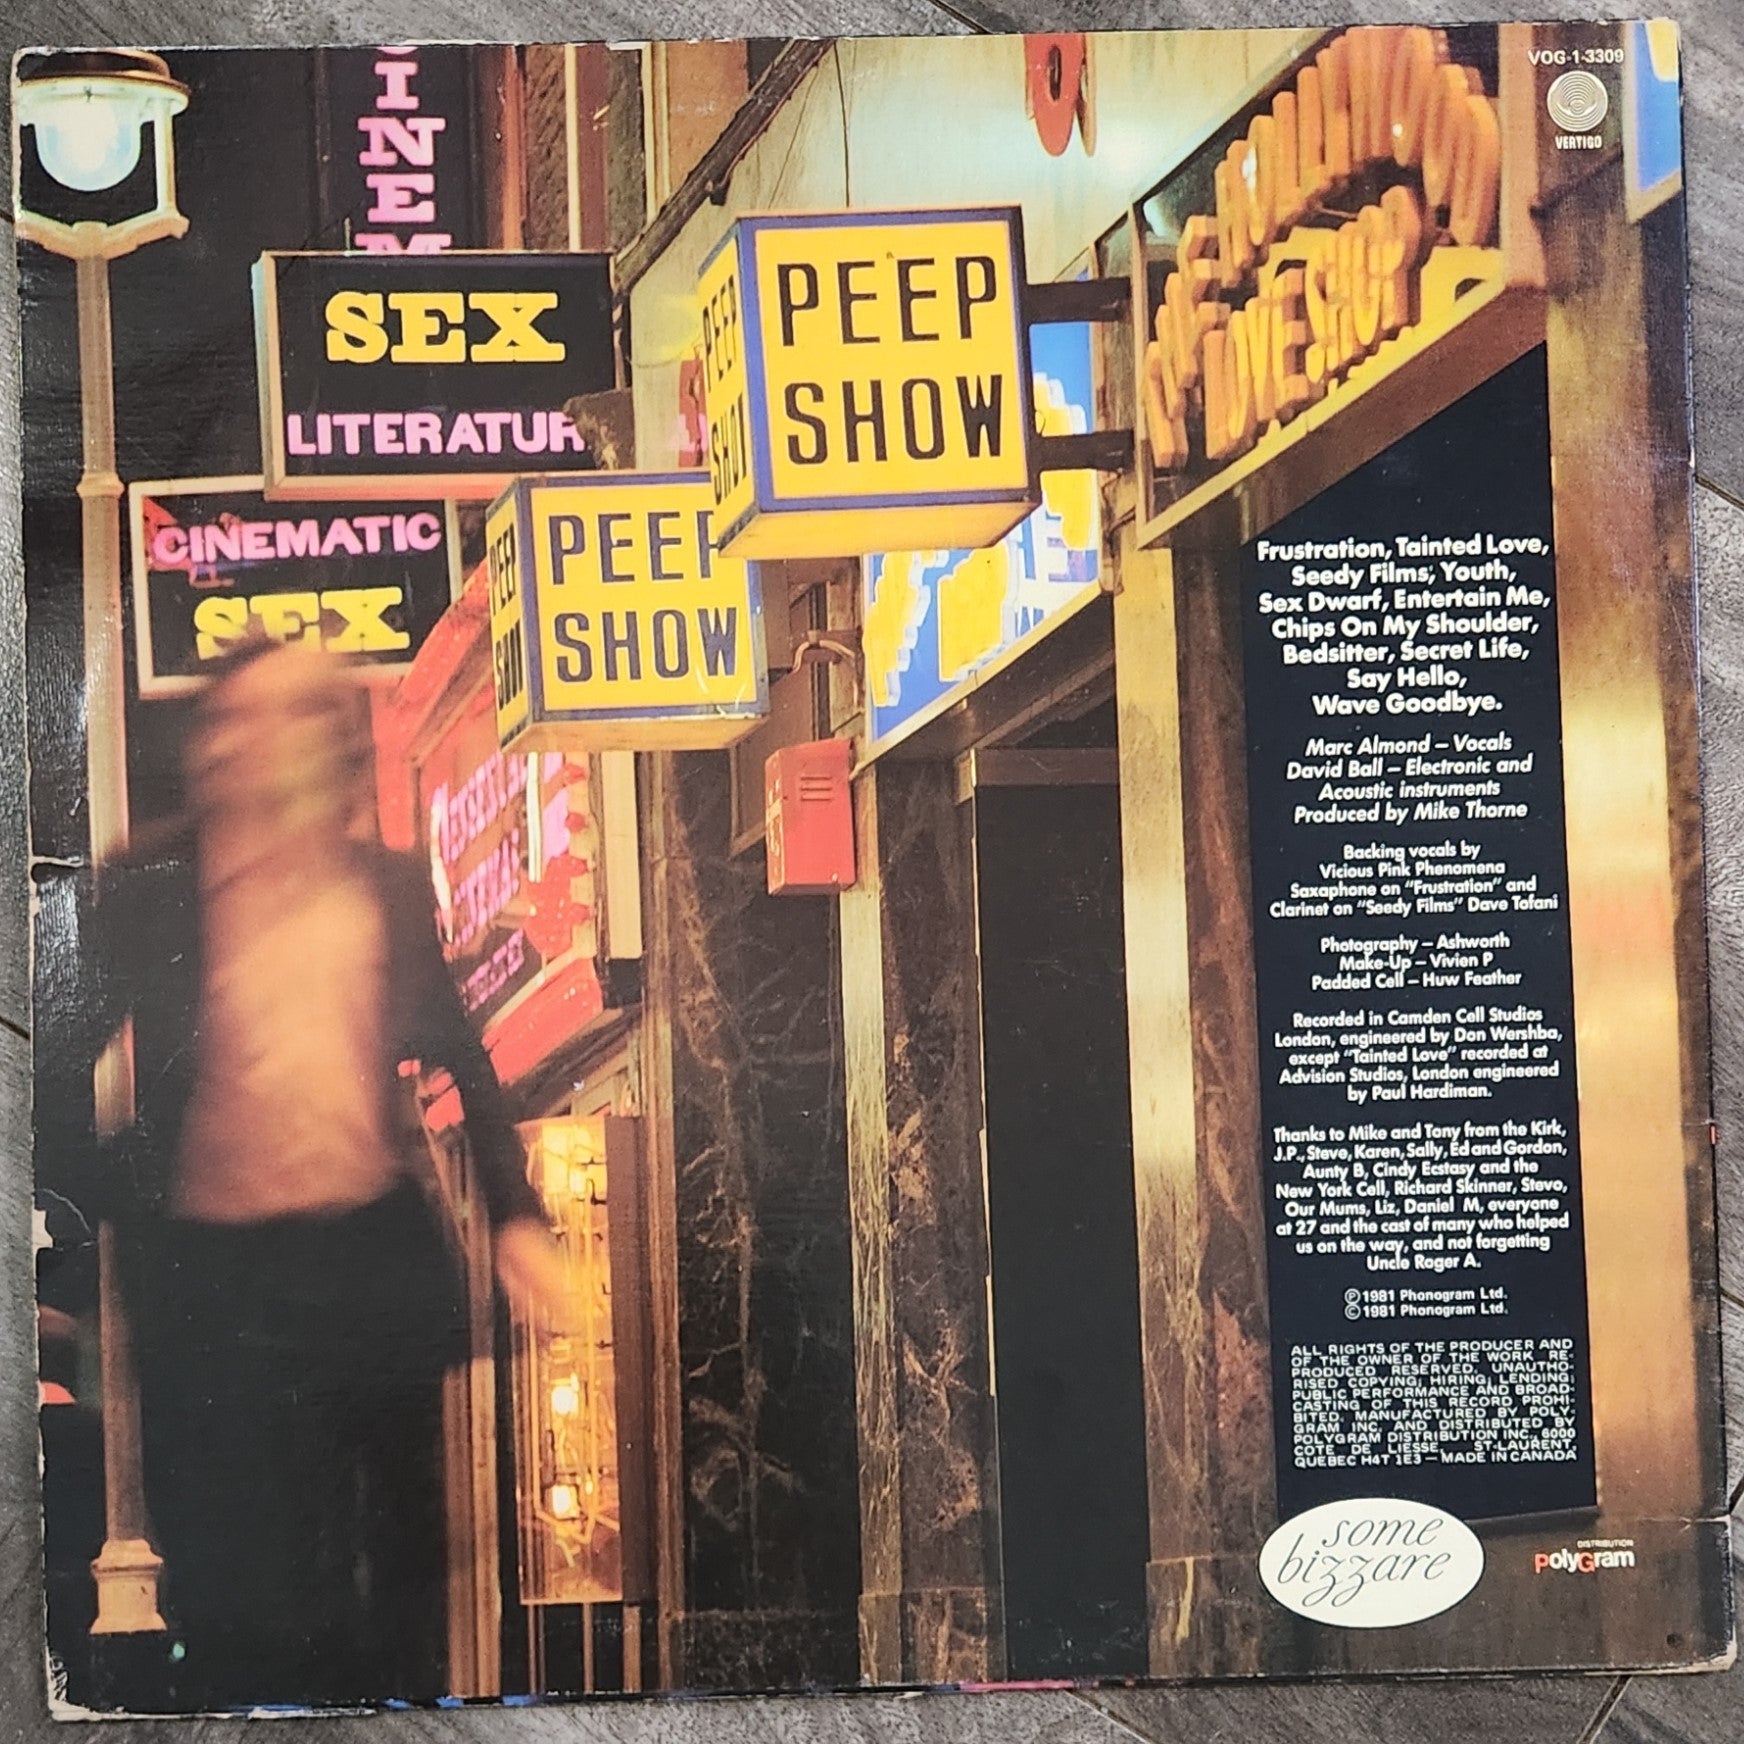 VOG-1-3309
VERTIGO
CINEM
SEX
LITERATUR
CINEMATIC
SEX
PEEP
SHOW
PEEP
SHOW
PEEP
SHOW
PEEP
SHOW
THE HOLLYWOOD
LOVE SHOP
Frustration, Tainted Love,
Seedy Films, Youth,
Sex Dwarf, Entertain Me,
Chips On My Shoulder,
Bedsitter, Secret Life,
Say Hello,
Wave Goodbye.
Marc Almond – Vocals
David Ball – Electronic and
Acoustic instruments
Produced by Mike Thorne
Backing vocals by
Vicious Pink Phenomena
Saxaphone on "Frustration" and
Clarinet on "Seedy Films" Dave Tofani
Photography – Ashworth
Make-Up – Vivien P
Padded Cell – Huw Feather
Recorded in Camden Cell Studios
London, engineered by Don Wershba,
except "Tainted Love" recorded at
Advision Studios, London engineered
by Paul Hardiman.
Thanks to Mike and Tony from the Kirk,
J.P., Steve, Karen, Sally, Ed and Gordon,
Aunty B, Cindy Ecstasy and the
New York Cell, Richard Skinner, Stevo,
Our Mums, Liz, Daniel M, everyone
at 27 and the cast of many who helped
us on the way, and not forgetting
Uncle Roger A.
℗ 1981 Phonogram Ltd.
© 1981 Phonogram Ltd.
ALL RIGHTS OF THE PRODUCER AND
OF THE OWNER OF THE WORK RE-
PRODUCED RESERVED. UNAUTHO-
RISED COPYING, HIRING, LENDING,
PUBLIC PERFORMANCE AND BROAD-
CASTING OF THIS RECORD PROHI-
BITED. MANUFACTURED BY POLY-
GRAM INC. AND DISTRIBUTED BY
POLYGRAM DISTRIBUTION INC., 6000
COTE DE LIESSE, ST-LAURENT,
QUEBEC H4T 1E3 — MADE IN CANADA
some
bizzare
DISTRIBUTION
PolyGram